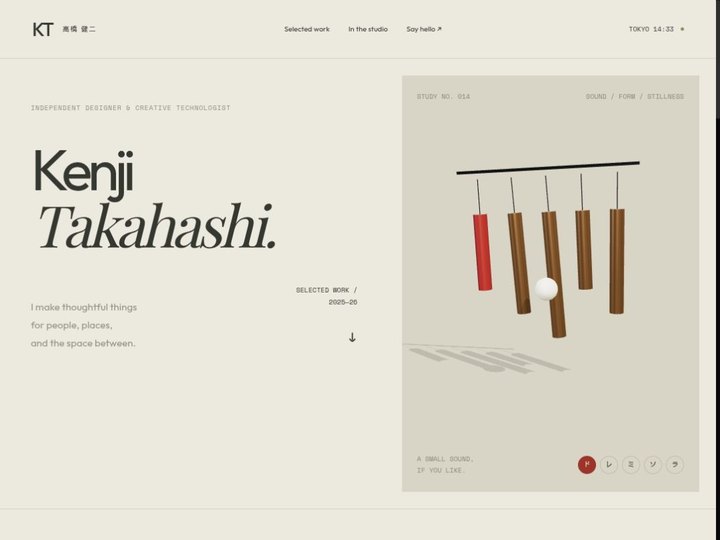 KT 高橋 健二
Selected work In the studio Say hello ↗
TOKYO 14:33
INDEPENDENT DESIGNER & CREATIVE TECHNOLOGIST
Kenji
Takahashi.
SELECTED WORK /
2025—26
↓
I make thoughtful things
for people, places,
and the space between.
STUDY NO. 014
SOUND / FORM / STILLNESS
A SMALL SOUND,
IF YOU LIKE.
ド レ ミ ソ ラ